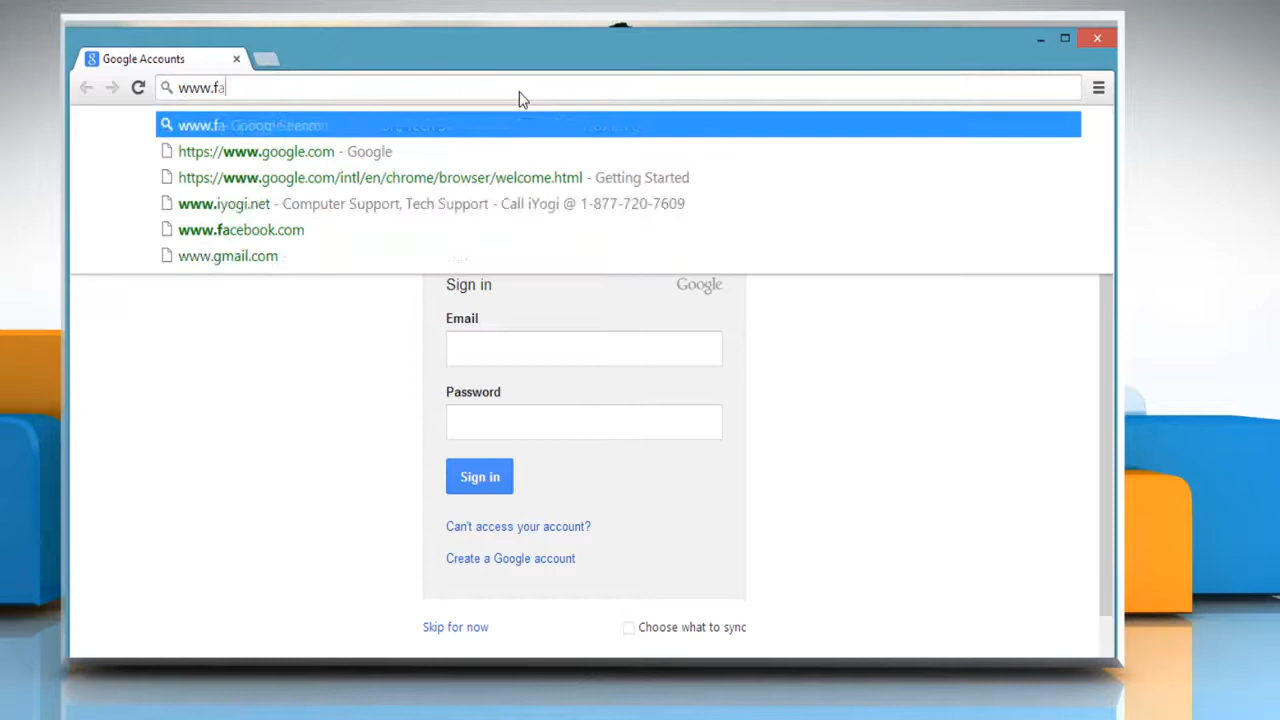 Google Accounts
www.fa
www.fa
https://www.google.com - Google
https://www.google.com/intl/en/chrome/browser/welcome.html - Getting Started
www.iyogi.net - Computer Support, Tech Support - Call iYogi @ 1-877-720-7609
www.facebook.com
www.gmail.com -
Sign in Google
Email
Password
Sign in
Can't access your account?
Create a Google account
Skip for now Choose what to sync